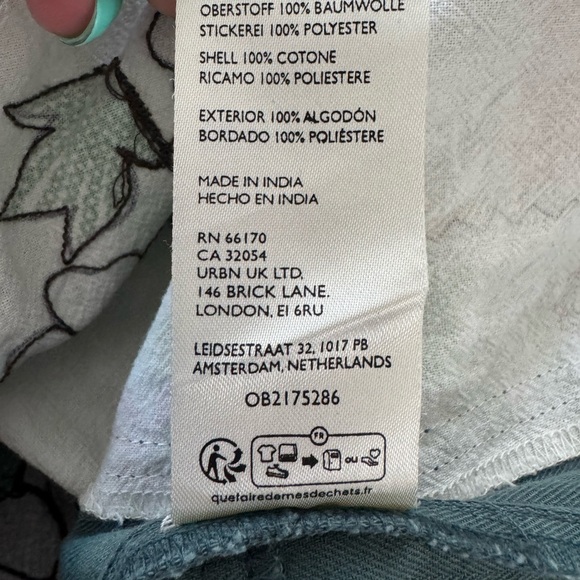 OBERSTOFF 100% BAUMWOLLE
STICKEREI 100% POLYESTER
SHELL 100% COTONE
RICAMO 100% POLIESTERE
EXTERIOR 100% ALGODÓN
BORDADO 100% POLIÉSTERE
MADE IN INDIA
HECHO EN INDIA
RN 66170
CA 32054
URBN UK LTD.
146 BRICK LANE.
LONDON, E1 6RU
LEIDSESTRAAT 32, 1017 PB
AMSTERDAM, NETHERLANDS
OB2175286
FR
OU
quefairedemesdechets.fr